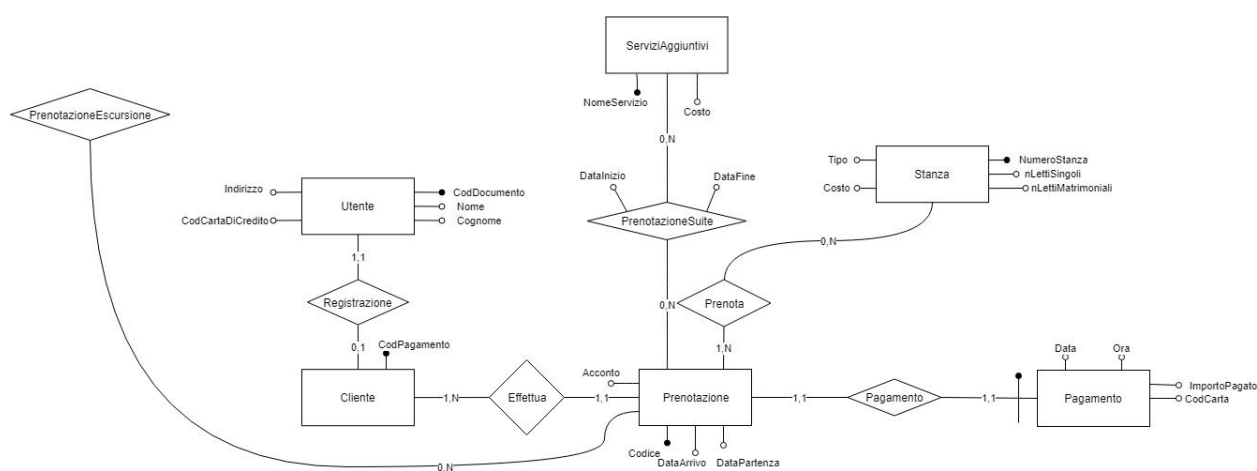 ServiziAggiuntivi
NomeServizio
Costo
0,N
PrenotazioneEscursione
Tipo
Costo
Stanza
NumeroStanza
nLettiSingoli
nLettiMatrimoniali
DataInizio
DataFine
PrenotazioneSuite
Indirizzo
CodCartaDiCredito
Utente
CodDocumento
Nome
Cognome
0,N
1,1
Registrazione
0,1
CodPagamento
0,N
Prenota
1,N
Data
Ora
Cliente
1,N
Effettua
1,1
Acconto
Prenotazione
1,1
Pagamento
1,1
Pagamento
ImportoPagato
CodCarta
Codice
DataArrivo
DataPartenza
0,N